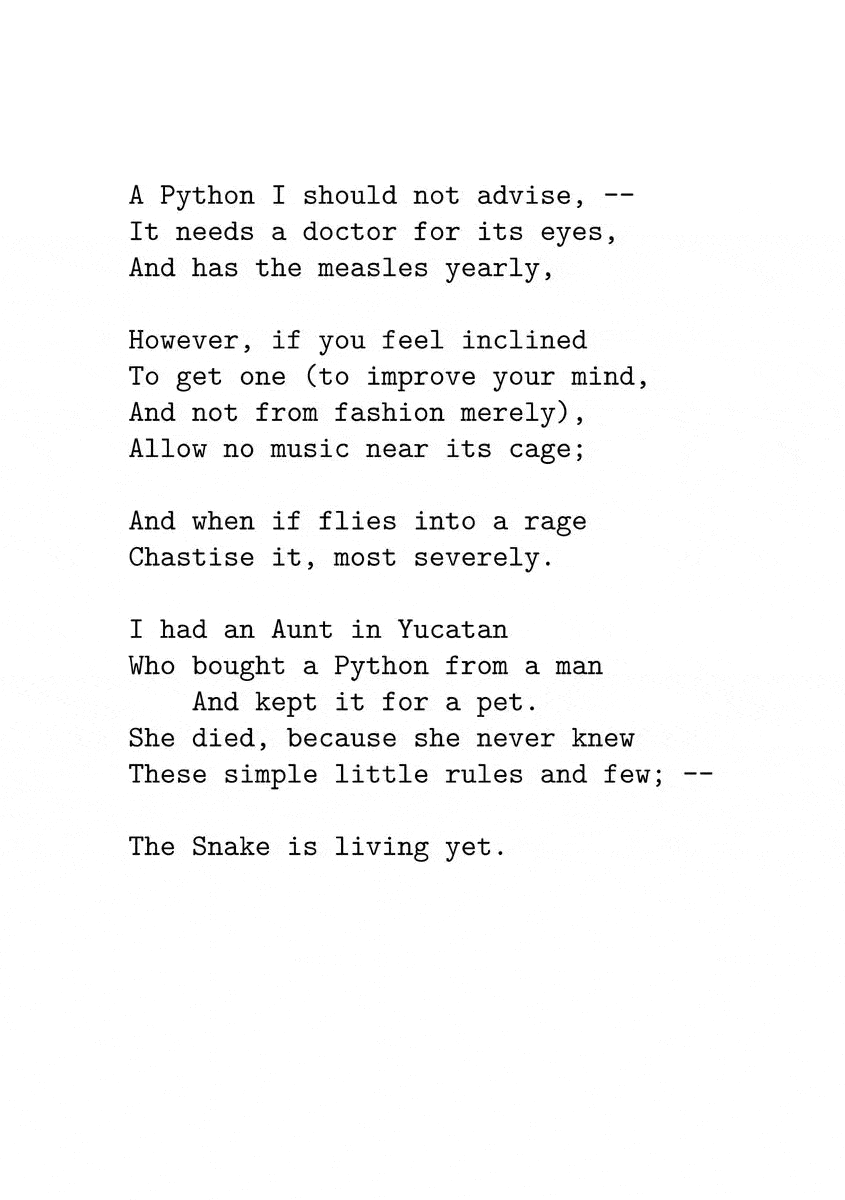 A Python I should not advise, --
It needs a doctor for its eyes,
And has the measles yearly,

However, if you feel inclined
To get one (to improve your mind,
And not from fashion merely),
Allow no music near its cage;

And when if flies into a rage
Chastise it, most severely.

I had an Aunt in Yucatan
Who bought a Python from a man
    And kept it for a pet.
She died, because she never knew
These simple little rules and few; --

The Snake is living yet.